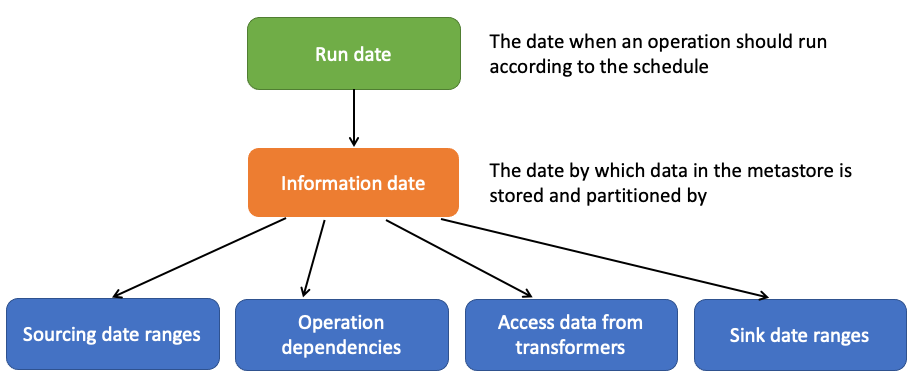 Run date
The date when an operation should run
according to the schedule
Information date
The date by which data in the metastore is
stored and partitioned by
Sourcing date ranges
Operation
dependencies
Access data from
transformers
Sink date ranges